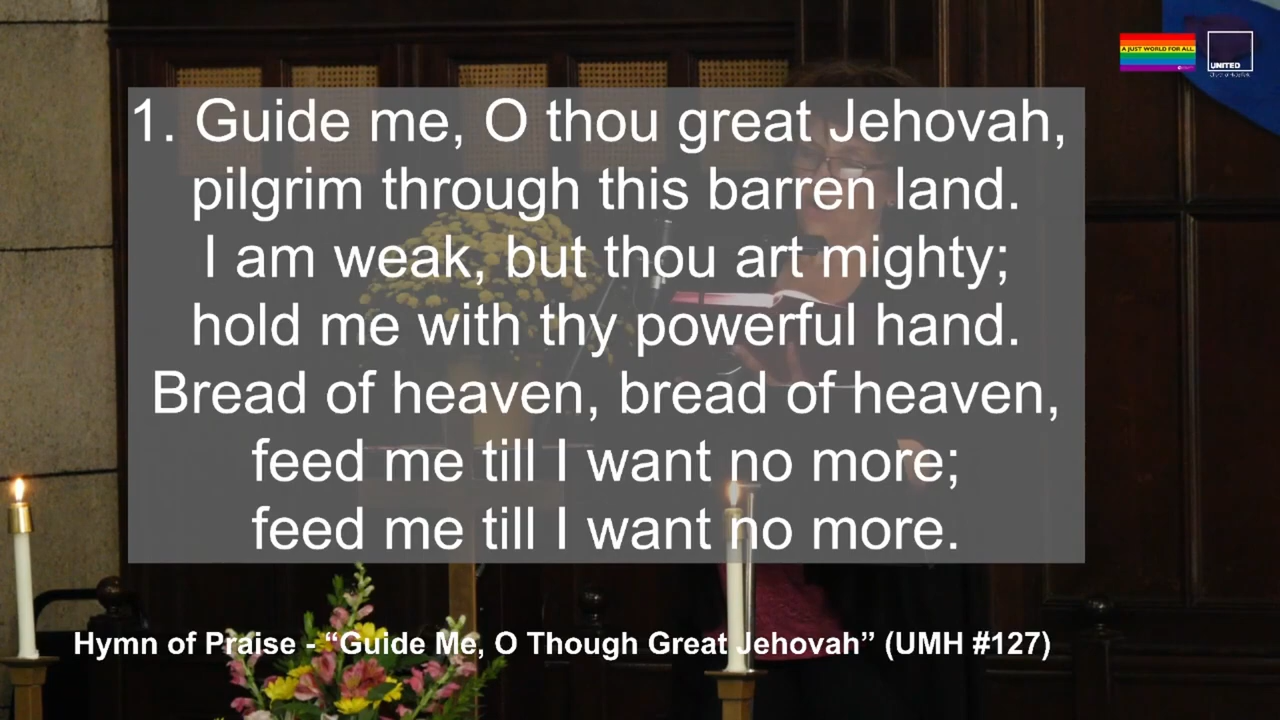 A JUST WORLD FOR ALL
UNITED
1. Guide me, O thou great Jehovah,
pilgrim through this barren land.
I am weak, but thou art mighty;
hold me with thy powerful hand.
Bread of heaven, bread of heaven,
feed me till I want no more;
feed me till I want no more.
Hymn of Praise - “Guide Me, O Though Great Jehovah” (UMH #127)